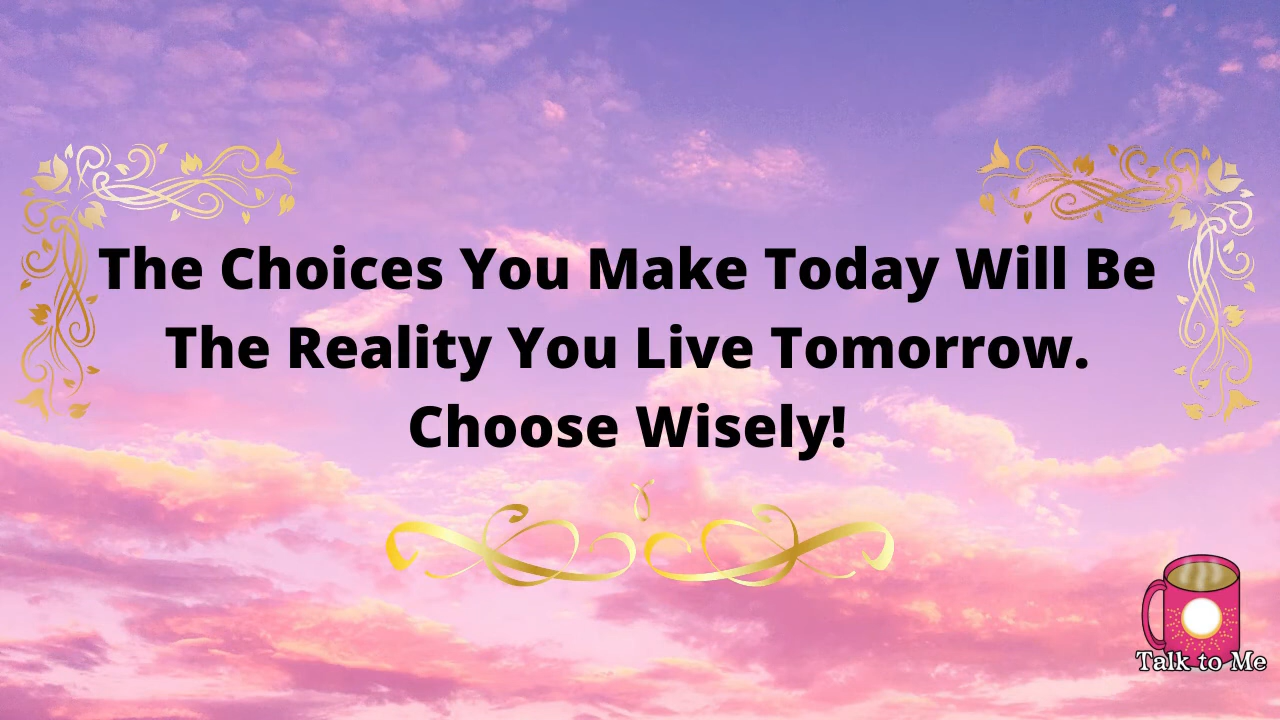 The Choices You Make Today Will Be
The Reality You Live Tomorrow.
Choose Wisely!
Talk to Me